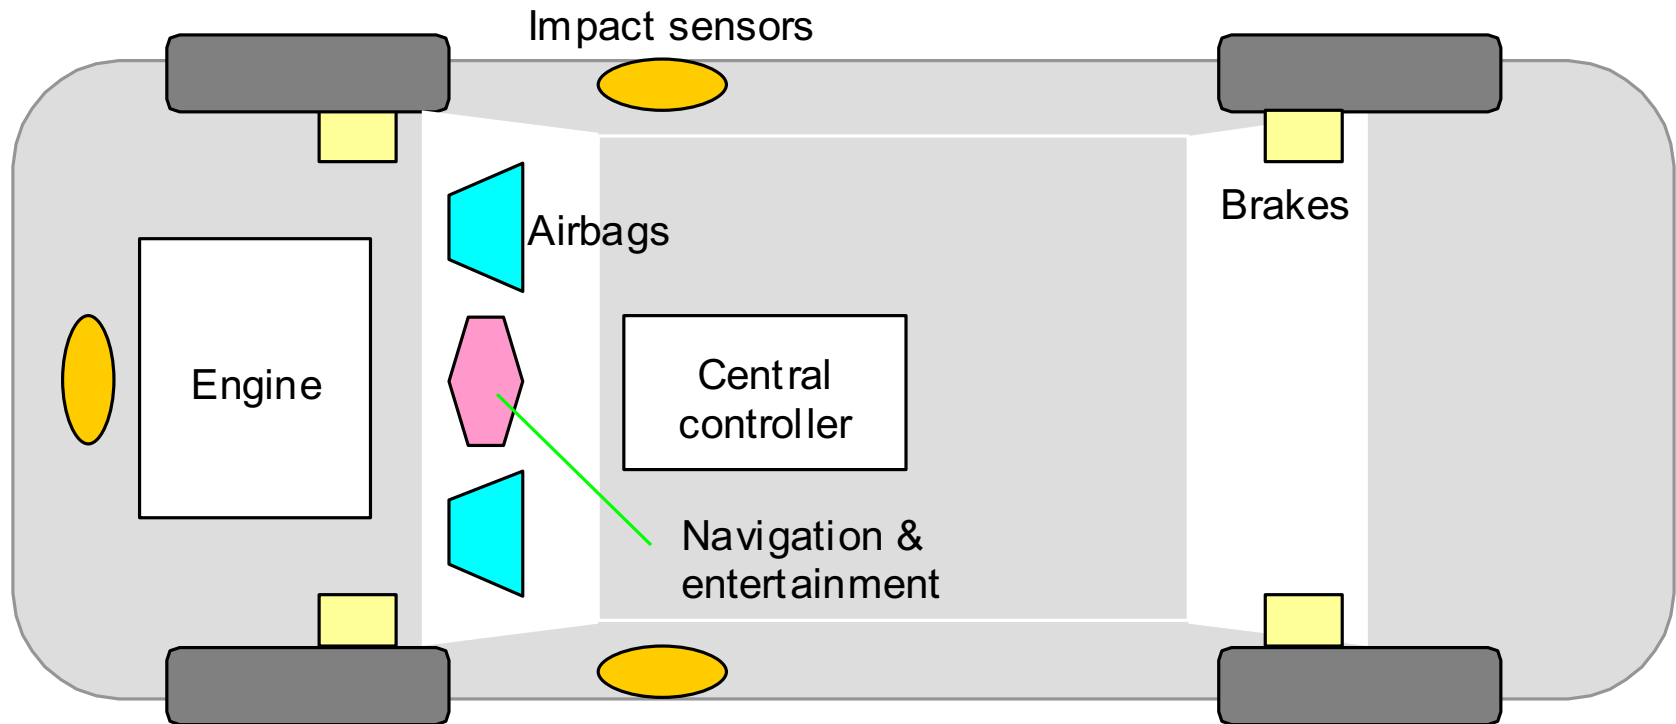 Impact sensors
Brakes
Airbags
Engine
Central
controller
Navigation &
entertainment